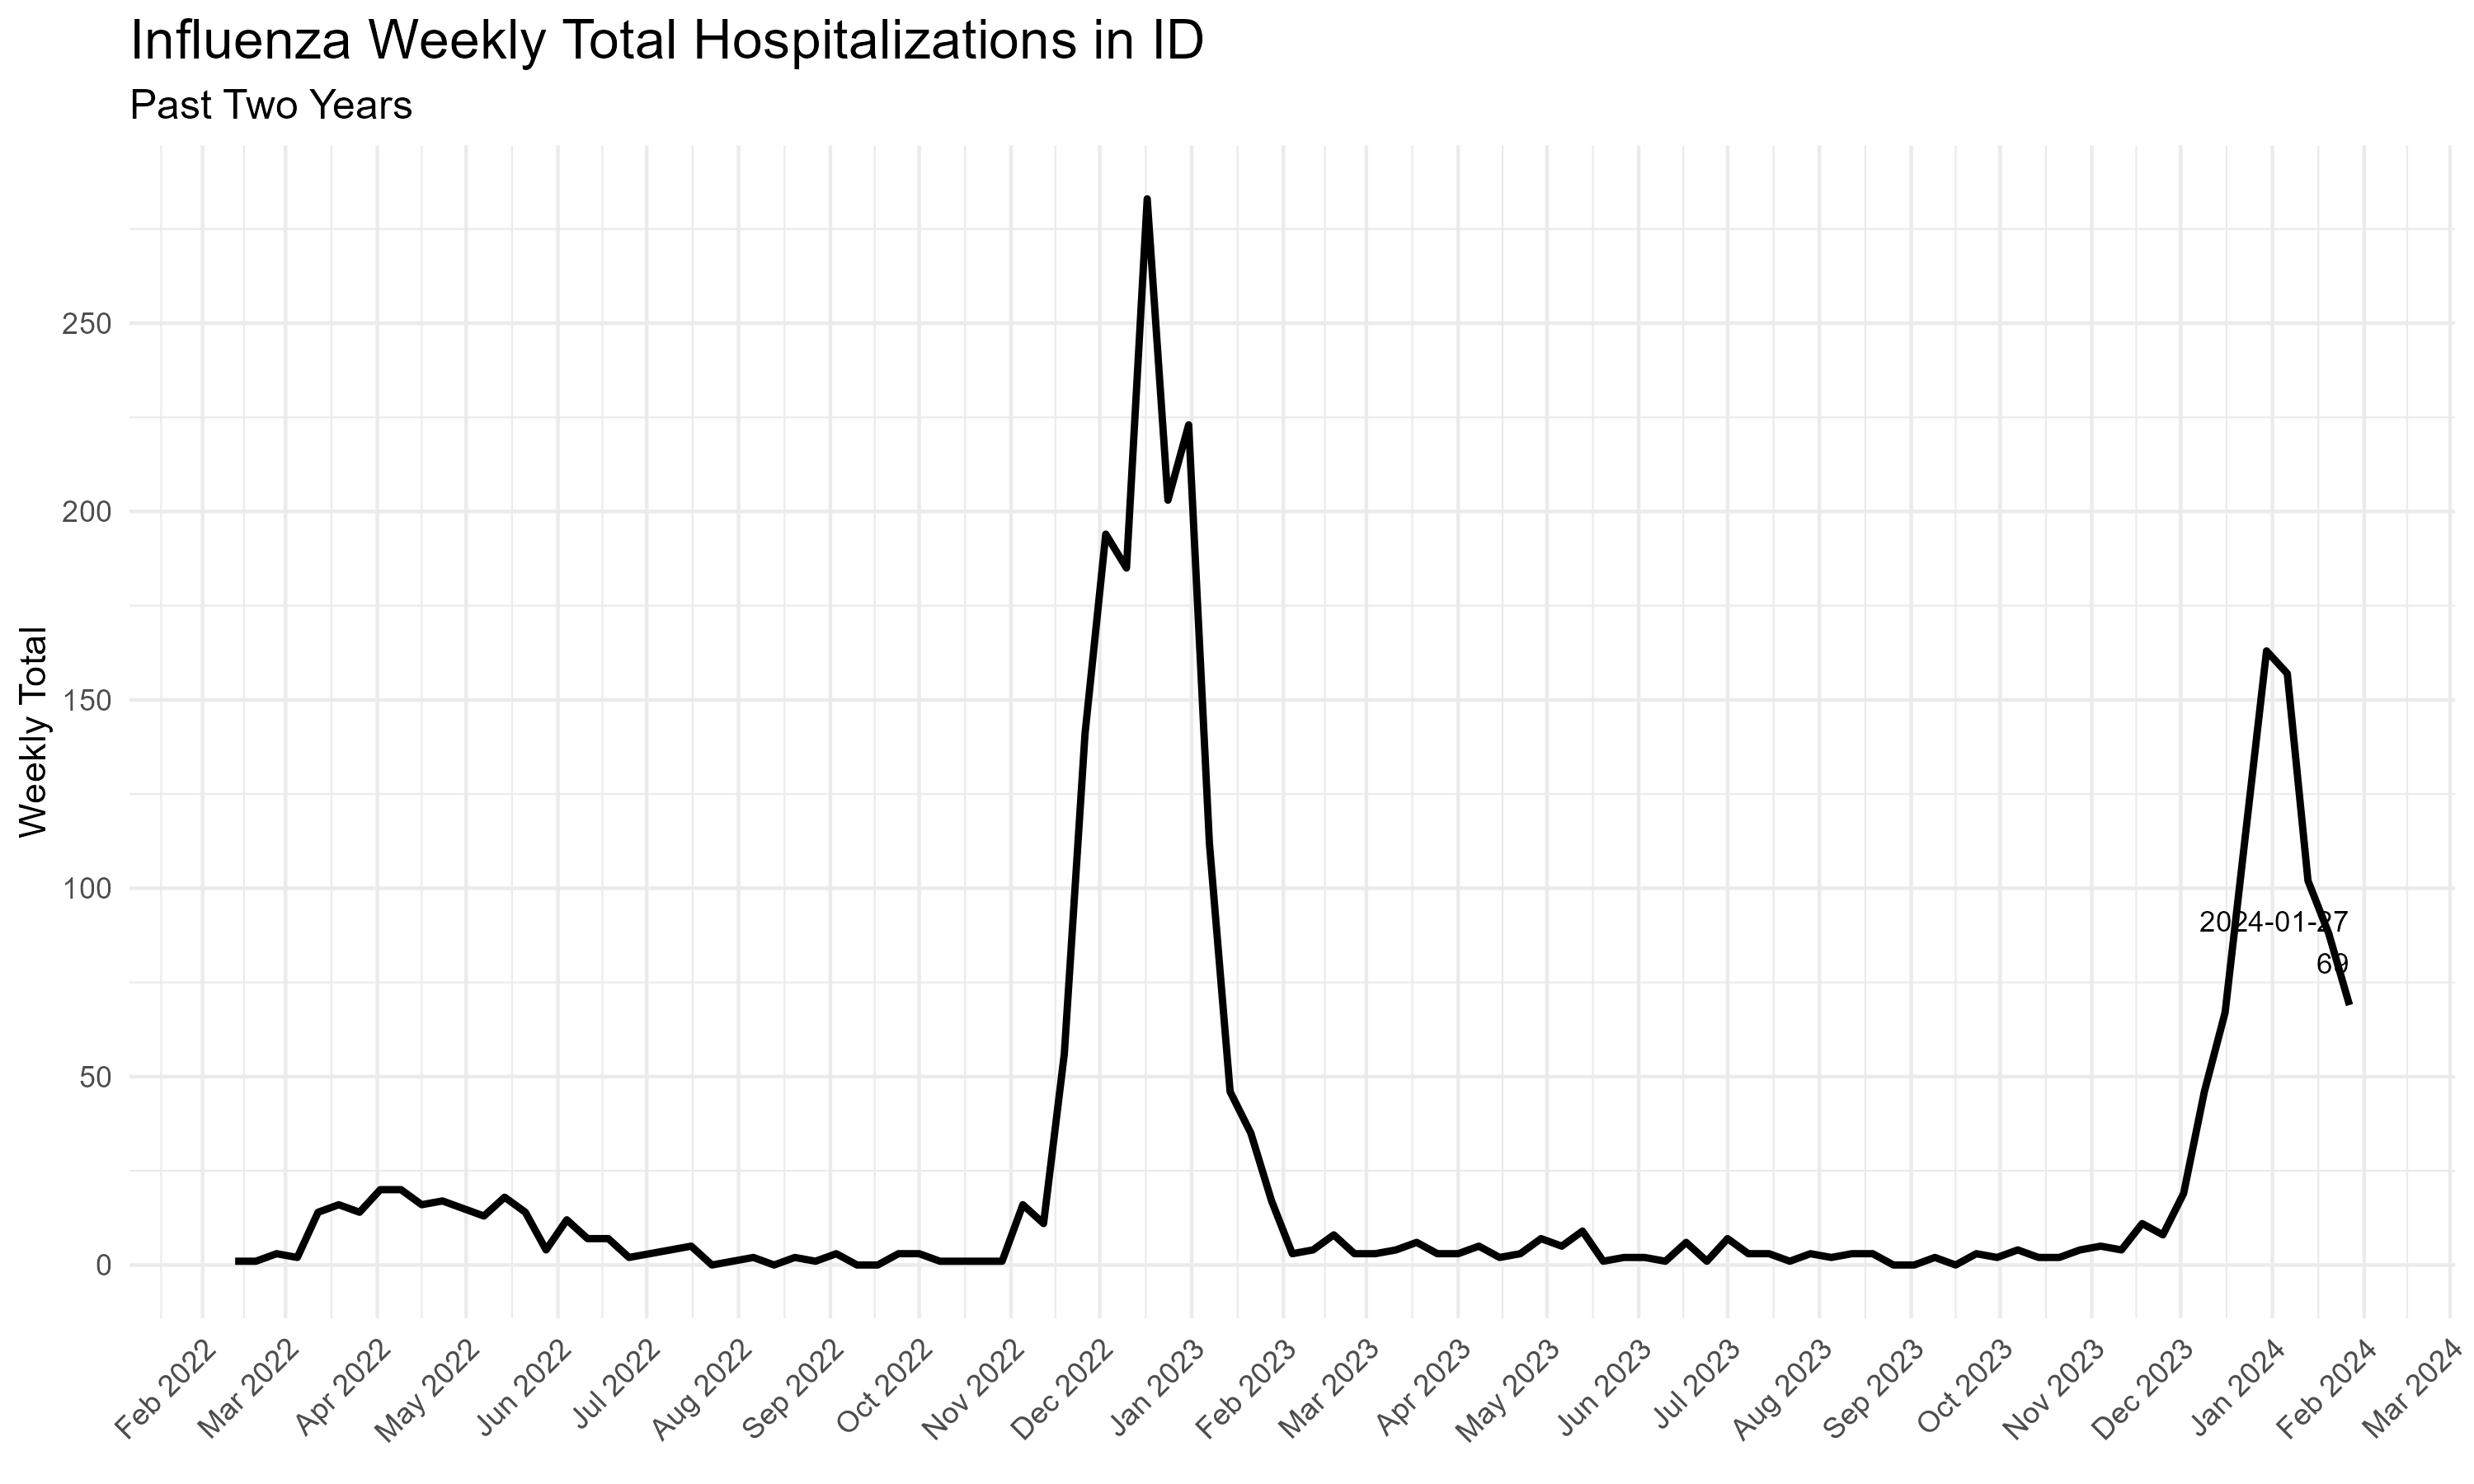 Influenza Weekly Total Hospitalizations in ID
Past Two Years
Weekly Total
250
200
150
100
50
0
2024-01-27
69
Feb 2022
Mar 2022
Apr 2022
May 2022
Jun 2022
Jul 2022
Aug 2022
Sep 2022
Oct 2022
Nov 2022
Dec 2022
Jan 2023
Feb 2023
Mar 2023
Apr 2023
May 2023
Jun 2023
Jul 2023
Aug 2023
Sep 2023
Oct 2023
Nov 2023
Dec 2023
Jan 2024
Feb 2024
Mar 2024